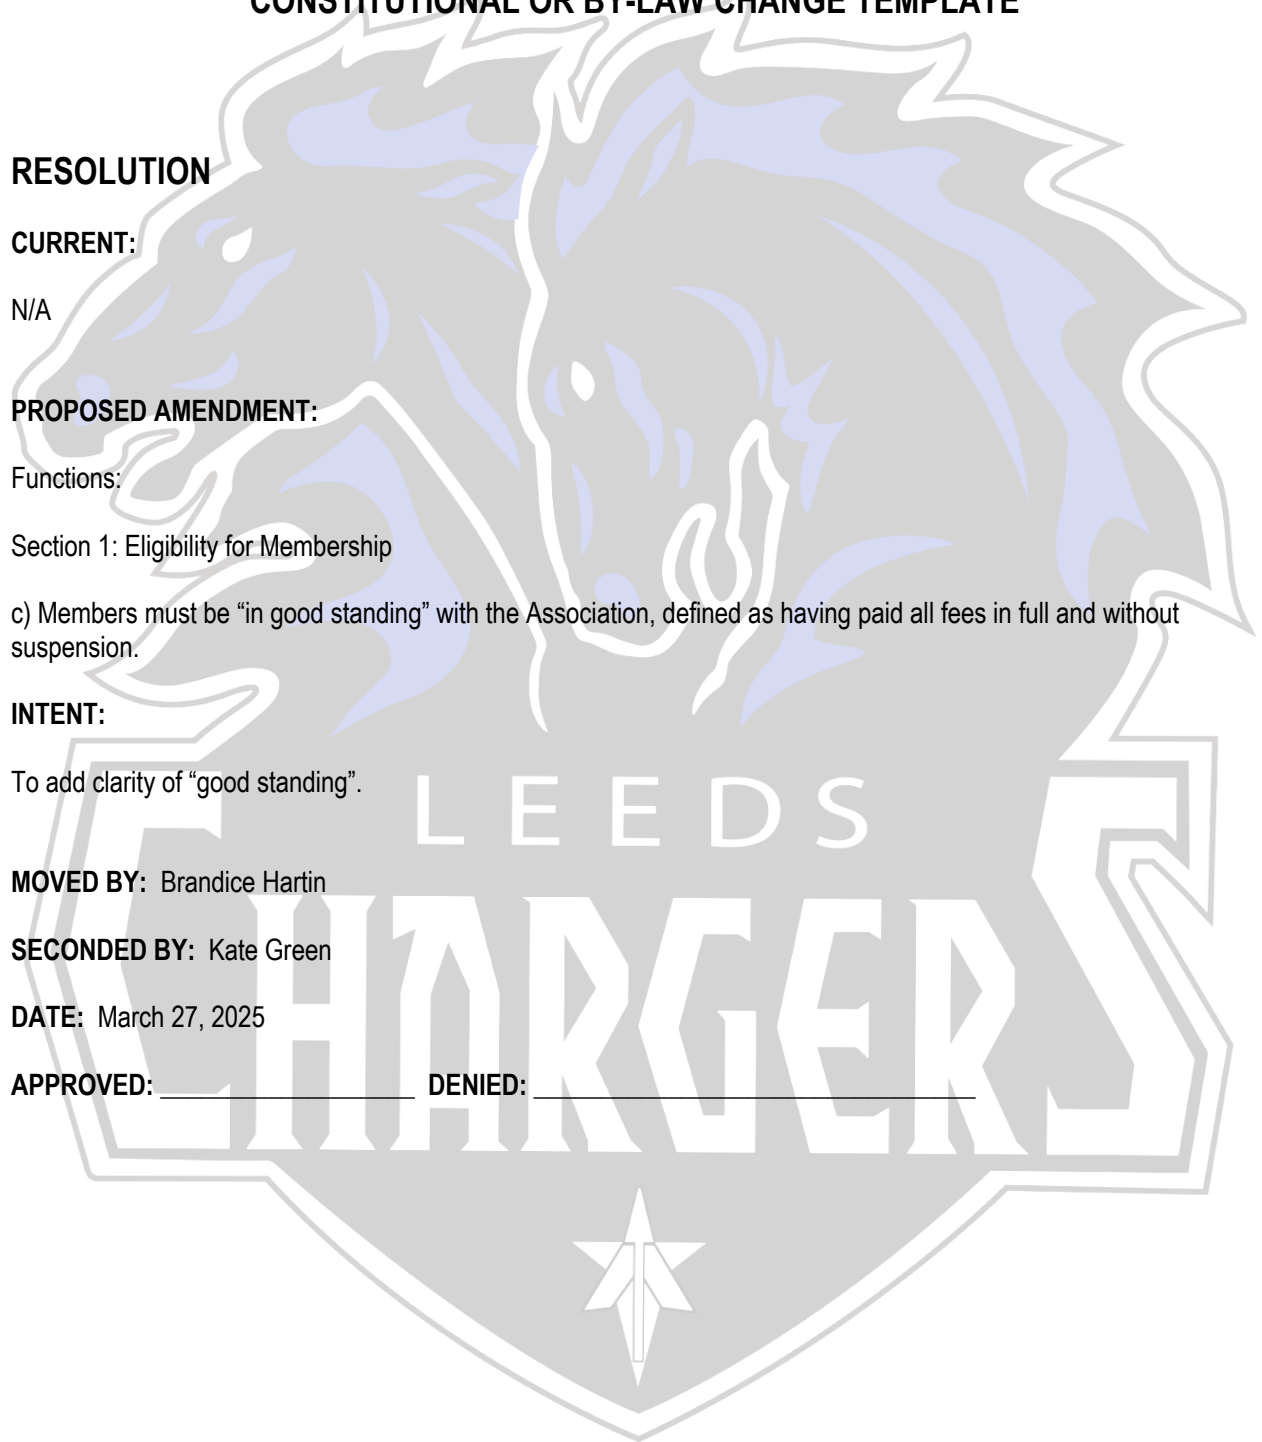 CONSTITUTIONAL OR BY-LAW CHANGE TEMPLATE
RESOLUTION
CURRENT:
N/A
PROPOSED AMENDMENT:
Functions:
Section 1: Eligibility for Membership
c) Members must be “in good standing” with the Association, defined as having paid all fees in full and without
suspension.
INTENT:
To add clarity of “good standing”.
LEEDS
MOVED BY: Brandice Hartin
CHARGERS
SECONDED BY: Kate Green
DATE: March 27, 2025
APPROVED: __________________ DENIED: ________________________________